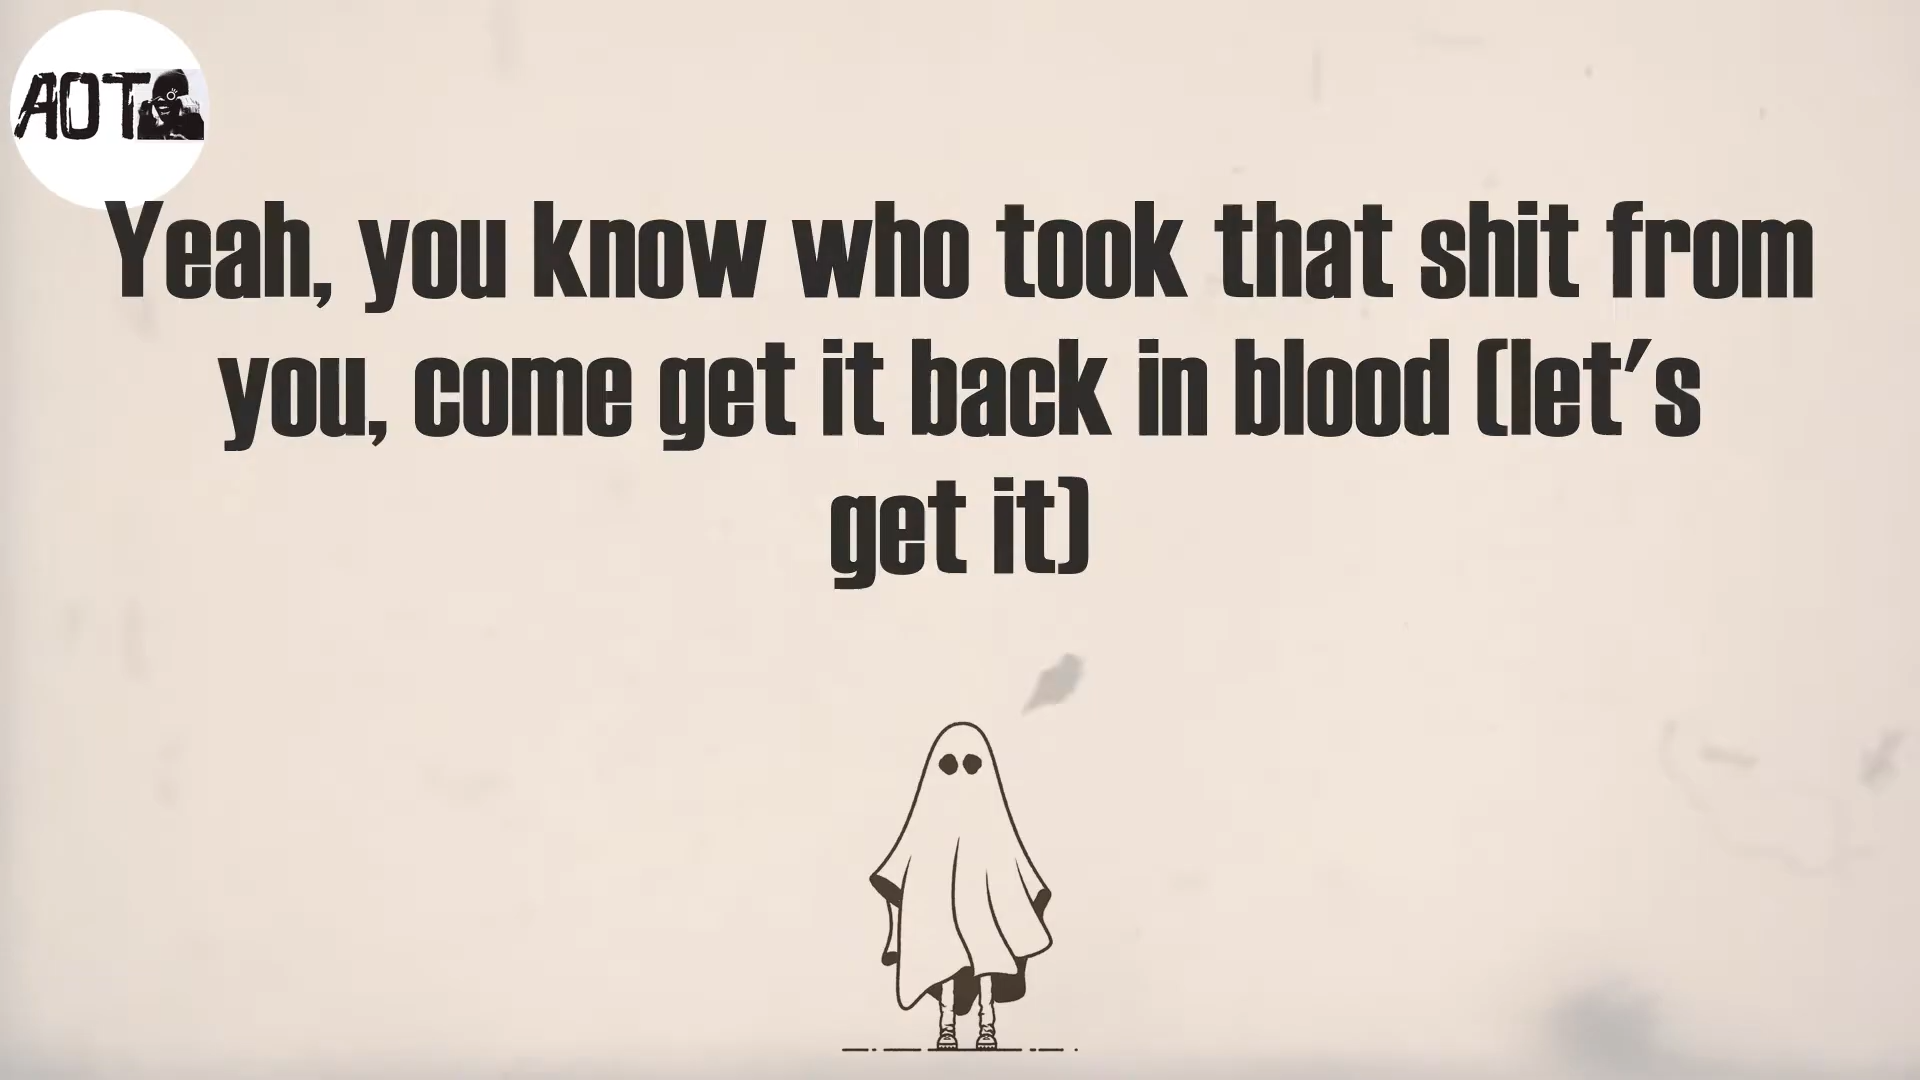 AOT
Yeah, you know who took that shit from
you, come get it back in blood (let's
get it)